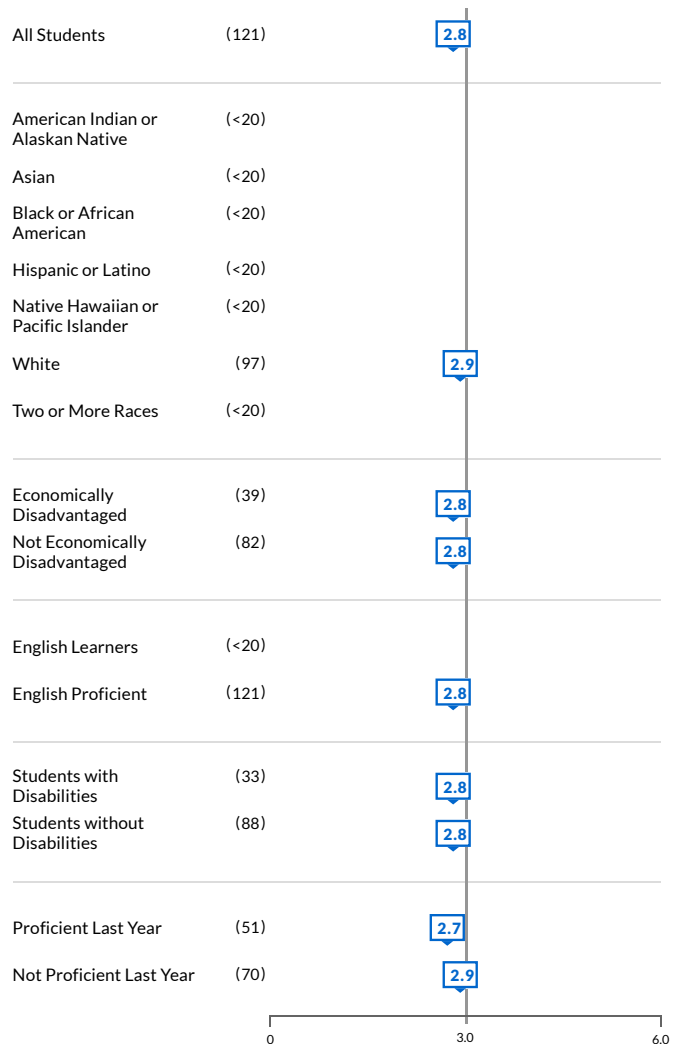 All Students (121) 2.8
American Indian or
Alaskan Native (<20)
Asian (<20)
Black or African
American (<20)
Hispanic or Latino (<20)
Native Hawaiian or
Pacific Islander (<20)
White (97) 2.9
Two or More Races (<20)
Economically
Disadvantaged (39) 2.8
Not Economically
Disadvantaged (82) 2.8
English Learners (<20)
English Proficient (121) 2.8
Students with
Disabilities (33) 2.8
Students without
Disabilities (88) 2.8
Proficient Last Year (51) 2.7
Not Proficient Last Year (70) 2.9
0 3.0 6.0